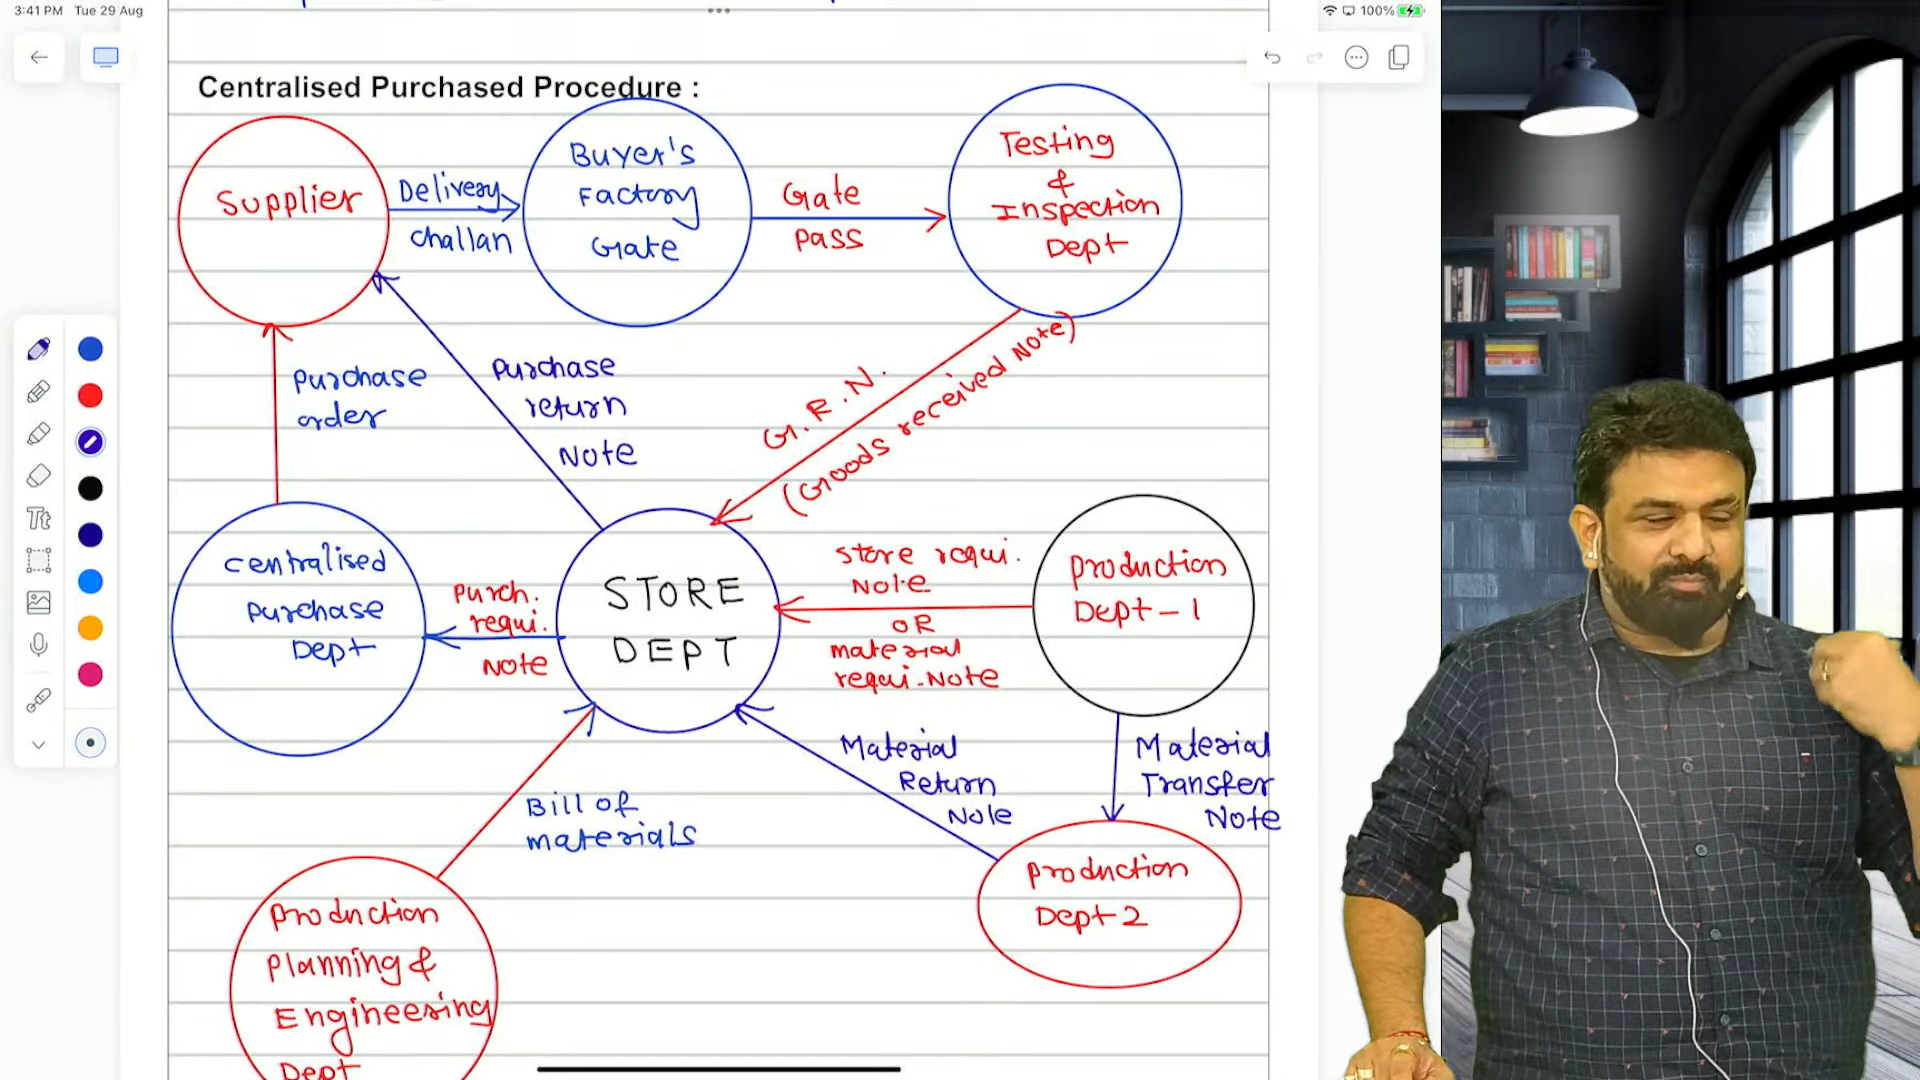 3:41 PM Tue 29 Aug
100%
Centralised Purchased Procedure :
Supplier
Delivery
challan
Buyer's
Factory
Gate
Gate
pass
Testing
&
Inspection
Dept
purchase
order
purchase
return
Note
G.R.N.
(Goods received Note)
centralised
purchase
Dept
purch.
requi.
Note
STORE
DEPT
store requi.
Note
OR
material
requi.Note
production
Dept-1
Bill of
materials
Material
Return
Note
Material
Transfer
Note
production
Dept 2
production
planning &
Engineering
Dept
Tt